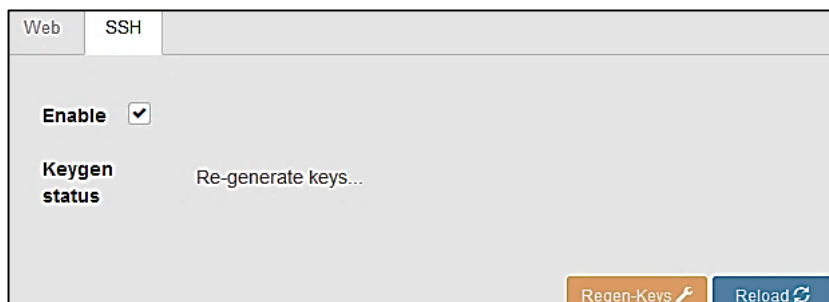 Web SSH
Enable
Keygen
status
Re-generate keys...
Regen-Keys Reload